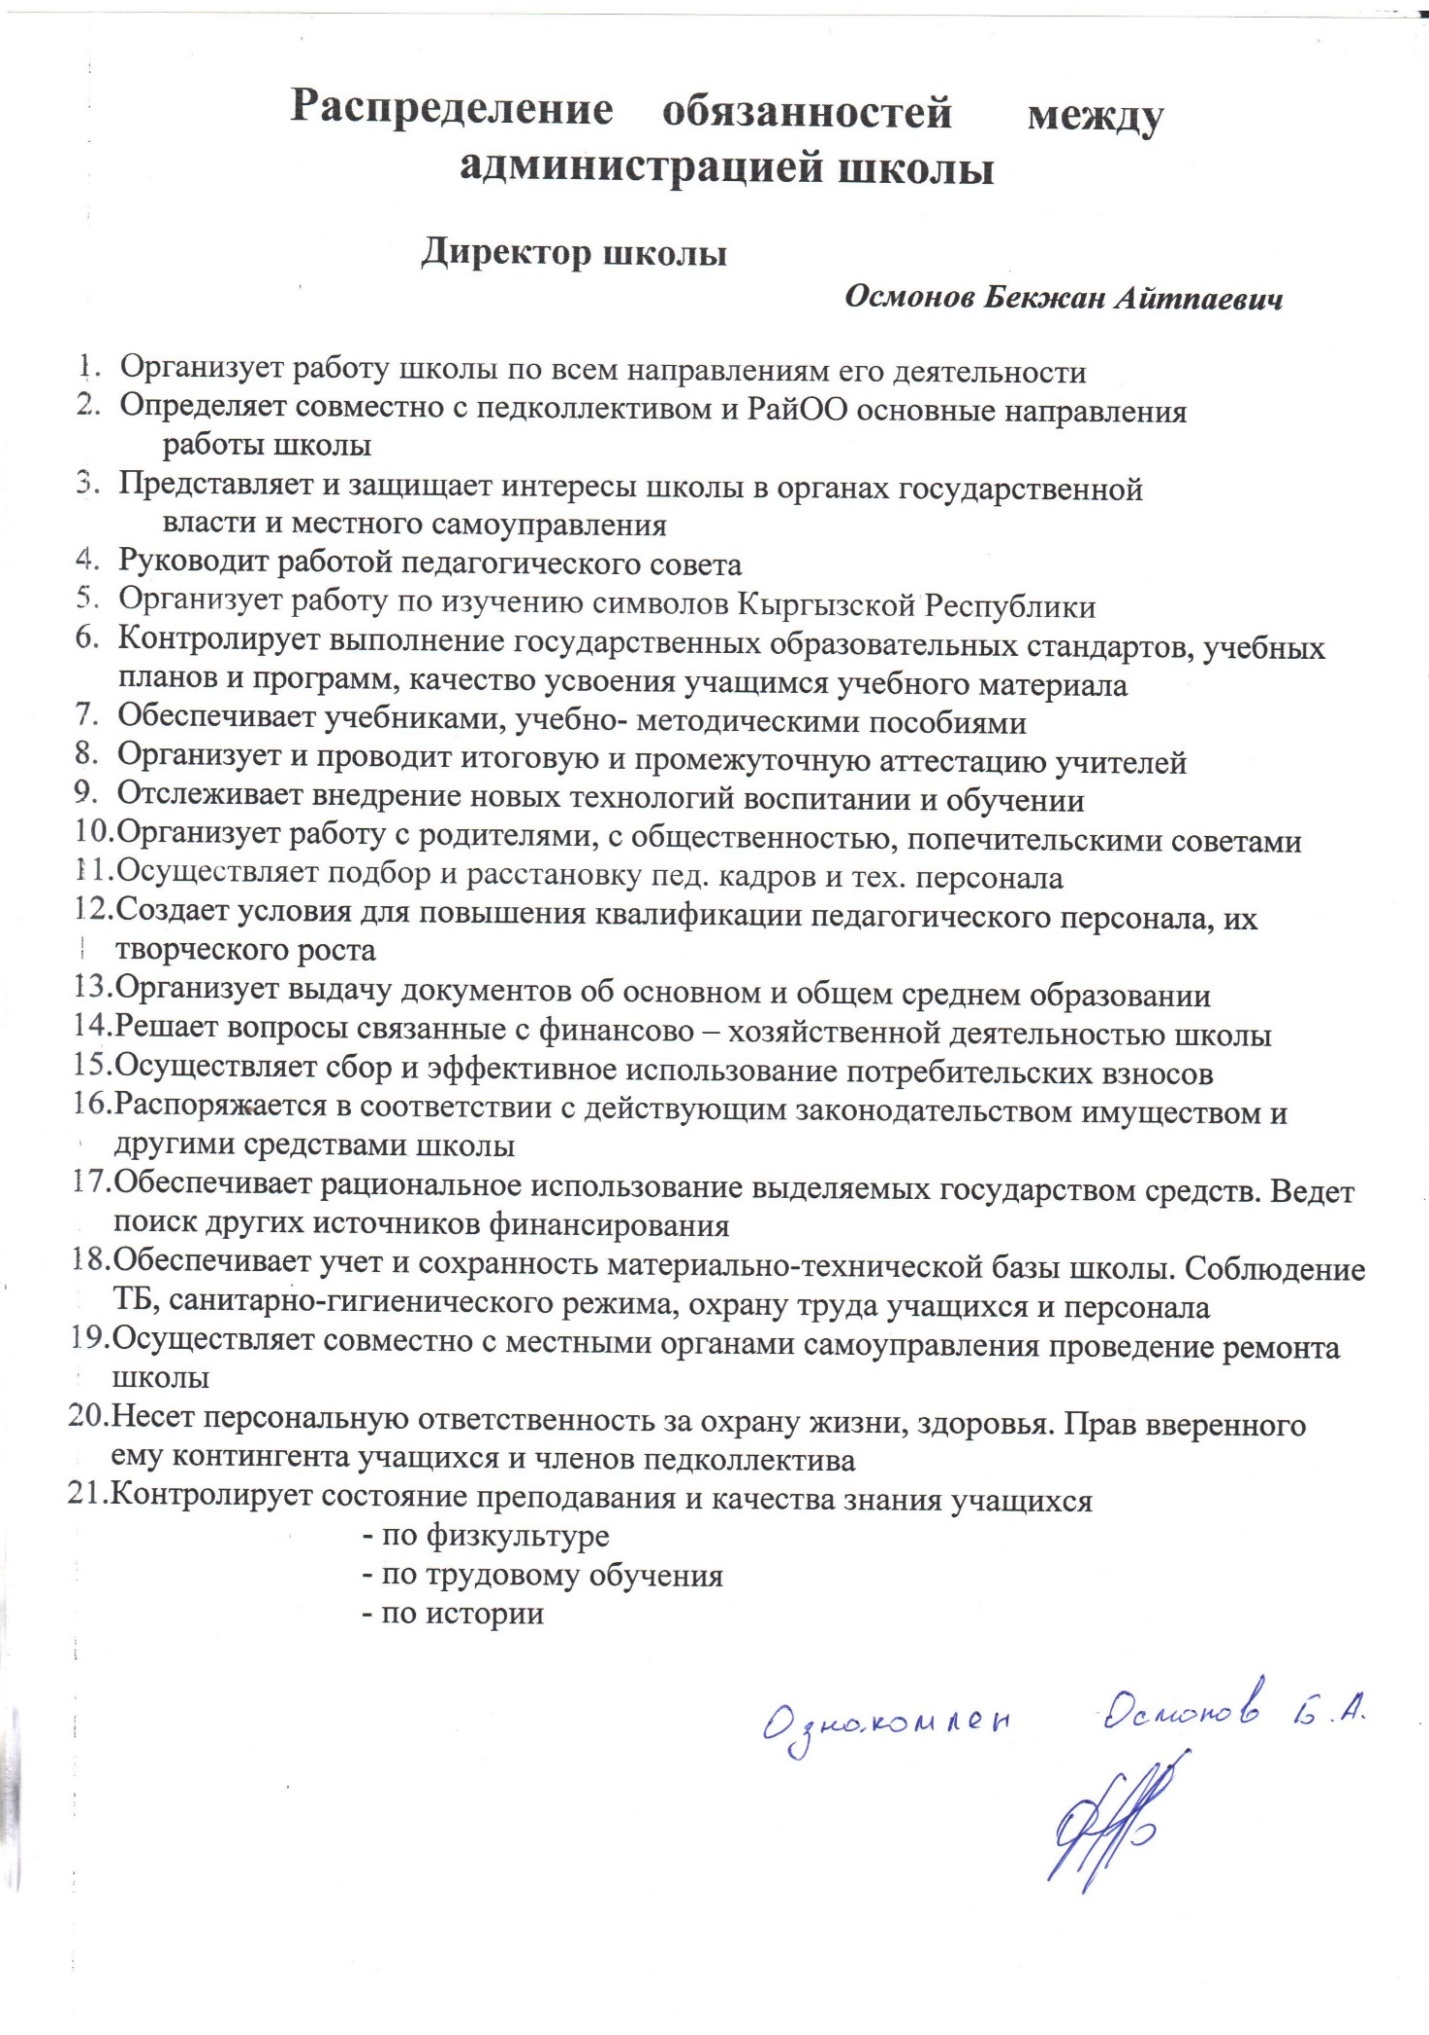 Распределение обязанностей между
администрацией школы
Директор школы
Осмонов Бекжан Айтпаевич
1. Организует работу школы по всем направлениям его деятельности
2. Определяет совместно с педколлективом и РайОО основные направления
работы школы
3. Представляет и защищает интересы школы в органах государственной
власти и местного самоуправления
4. Руководит работой педагогического совета
5. Организует работу по изучению символов Кыргызской Республики
6. Контролирует выполнение государственных образовательных стандартов, учебных
планов и программ, качество усвоения учащимся учебного материала
7. Обеспечивает учебниками, учебно- методическими пособиями
8. Организует и проводит итоговую и промежуточную аттестацию учителей
9. Отслеживает внедрение новых технологий воспитании и обучении
10.Организует работу с родителями, с общественностью, попечительскими советами
11.Осуществляет подбор и расстановку пед. кадров и тех. персонала
12.Создает условия для повышения квалификации педагогического персонала, их
творческого роста
13.Организует выдачу документов об основном и общем среднем образовании
14.Решает вопросы связанные с финансово – хозяйственной деятельностью школы
15.Осуществляет сбор и эффективное использование потребительских взносов
16.Распоряжается в соответствии с действующим законодательством имуществом и
другими средствами школы
17.Обеспечивает рациональное использование выделяемых государством средств. Ведет
поиск других источников финансирования
18.Обеспечивает учет и сохранность материально-технической базы школы. Соблюдение
ТБ, санитарно-гигиенического режима, охрану труда учащихся и персонала
19.Осуществляет совместно с местными органами самоуправления проведение ремонта
школы
20.Несет персональную ответственность за охрану жизни, здоровья. Прав вверенного
ему контингента учащихся и членов педколлектива
21.Контролирует состояние преподавания и качества знания учащихся
- по физкультуре
- по трудовому обучения
- по истории
Ознакомлен Осмонов Б.А.